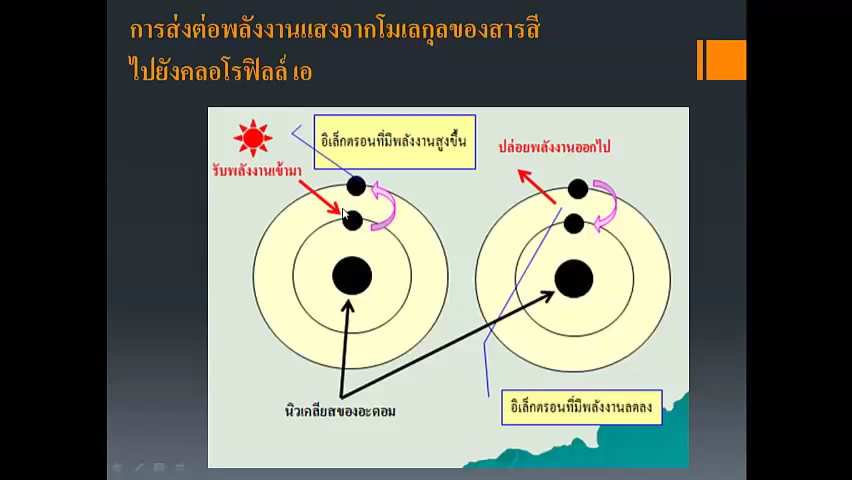 การส่งต่อพลังงานแสงจากโมเลกุลของสารสี
ไปยังคลอโรฟิลล์ เอ
อิเล็กตรอนที่มีพลังงานสูงขึ้น
ปล่อยพลังงานออกไป
รับพลังงานเข้ามา
นิวเคลียสของอะตอม
อิเล็กตรอนที่มีพลังงานลดลง